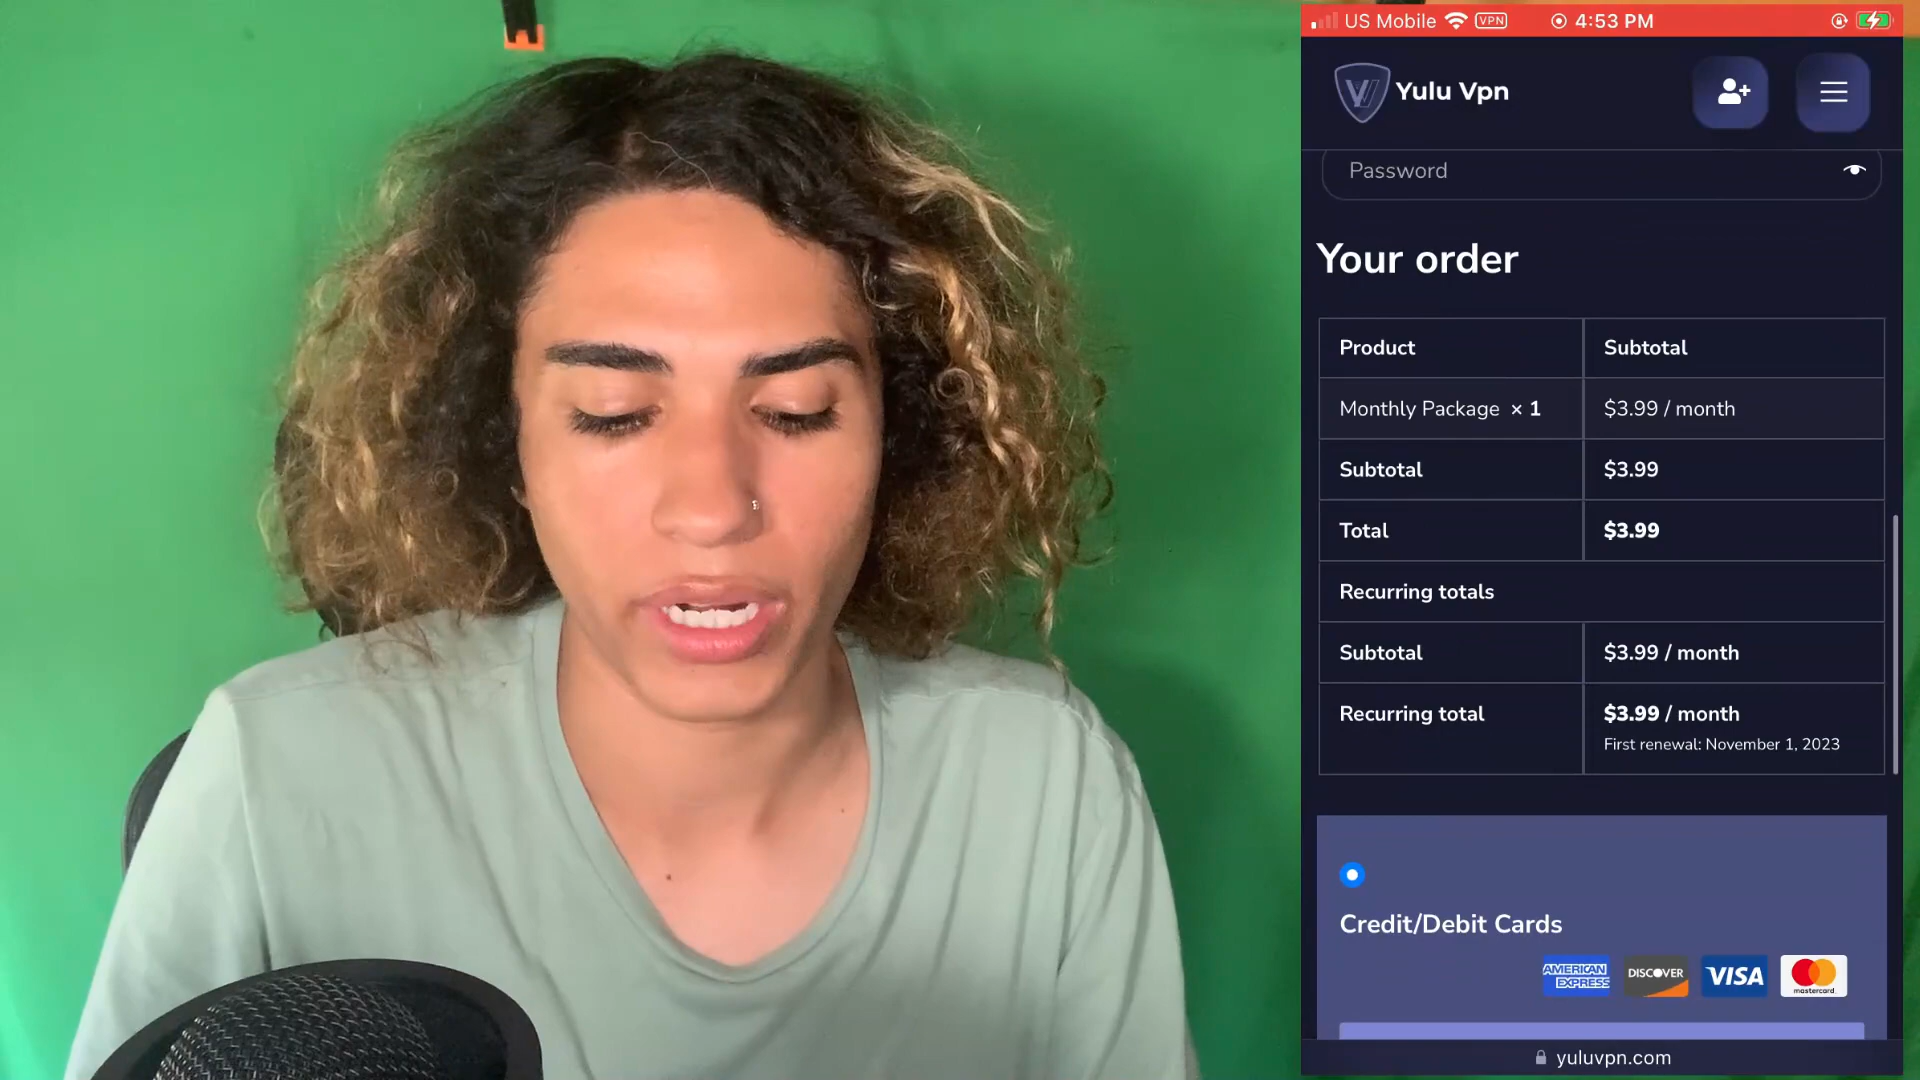 US Mobile VPN 4:53 PM
Yulu Vpn
Password
Your order
Product Subtotal
Monthly Package × 1 $3.99 / month
Subtotal $3.99
Total $3.99
Recurring totals
Subtotal $3.99 / month
Recurring total $3.99 / month
First renewal: November 1, 2023
Credit/Debit Cards
AMERICAN EXPRESS DISCOVER VISA mastercard
yuluvpn.com